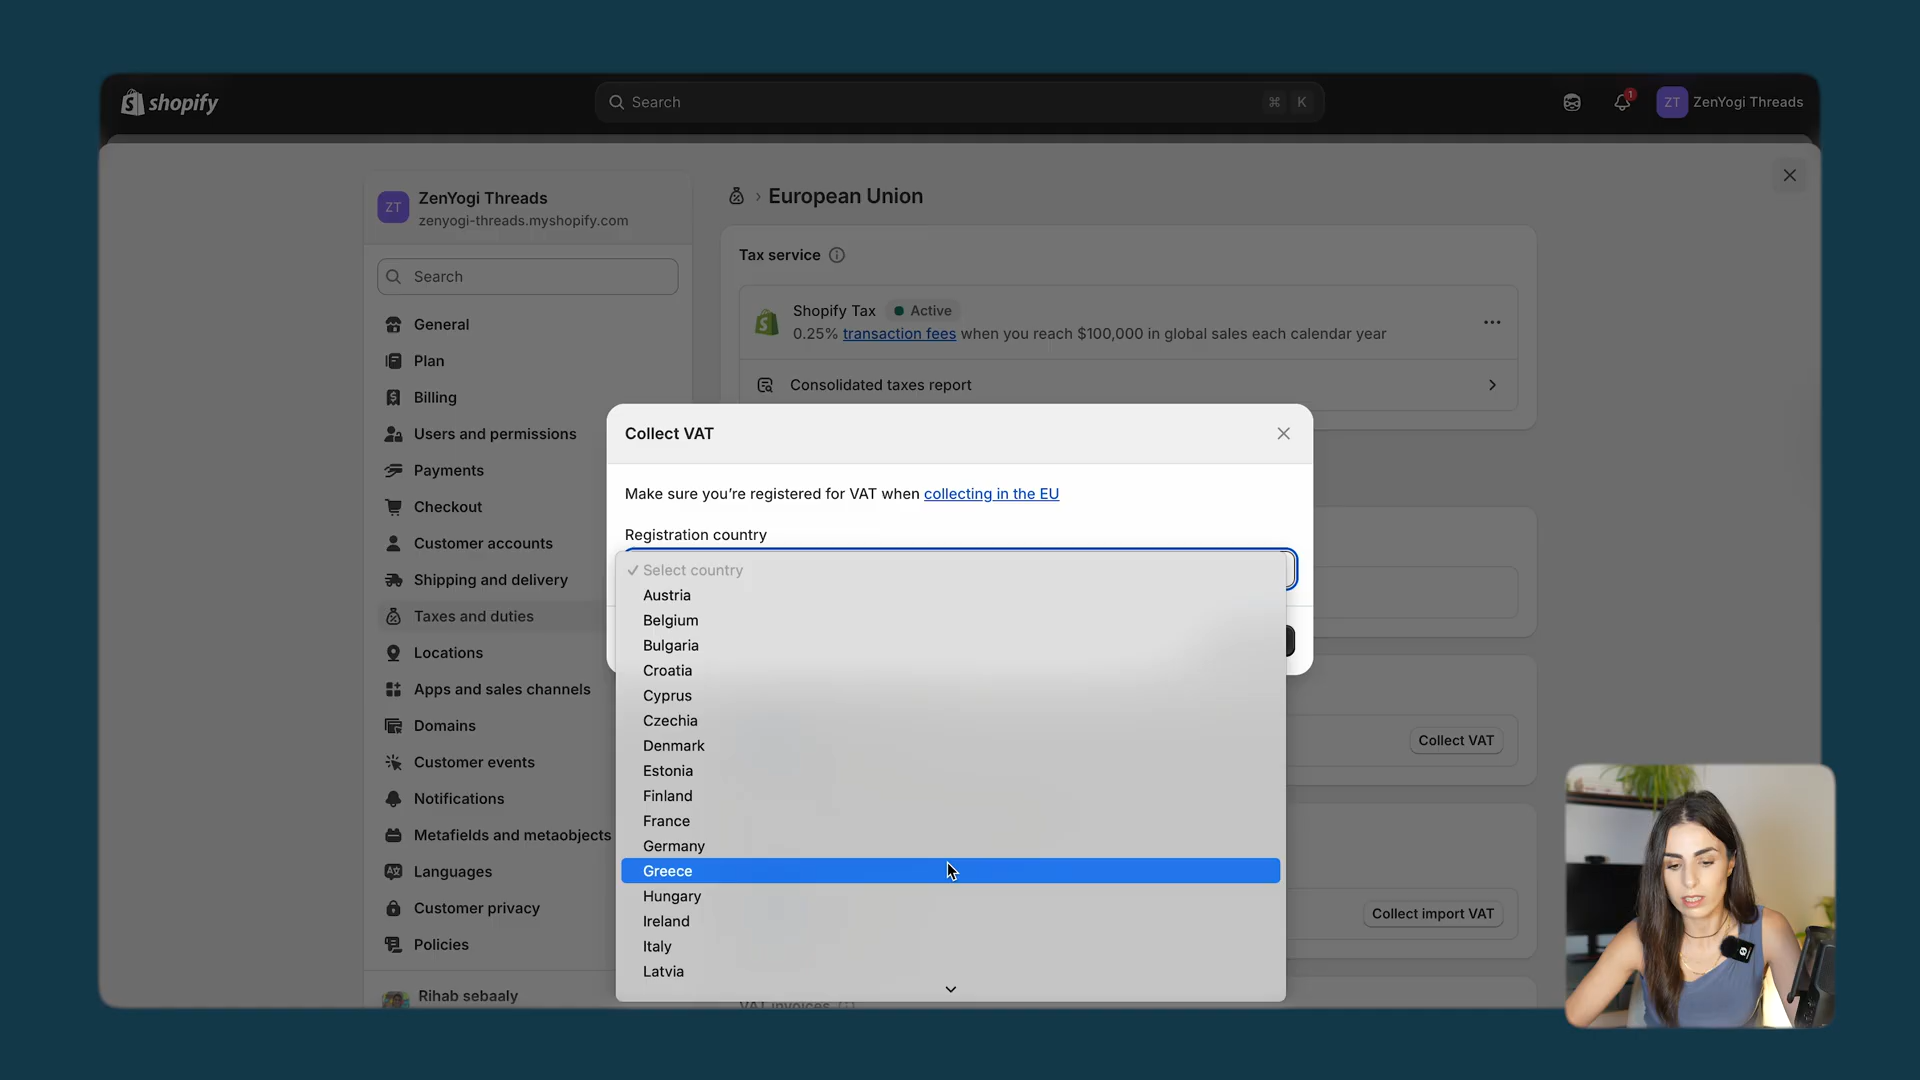 shopify
Search
⌘ K
1
ZT
ZenYogi Threads
ZT
ZenYogi Threads
zenyogi-threads.myshopify.com
Search
General
Plan
Billing
Users and permissions
Payments
Checkout
Customer accounts
Shipping and delivery
Taxes and duties
Locations
Apps and sales channels
Domains
Customer events
Notifications
Metafields and metaobjects
Languages
Customer privacy
Policies
Rihab sebaaly
› European Union
Tax service
Shopify Tax
Active
0.25% transaction fees when you reach $100,000 in global sales each calendar year
Consolidated taxes report
Collect VAT
Make sure you’re registered for VAT when collecting in the EU
Registration country
✓ Select country
Austria
Belgium
Bulgaria
Croatia
Cyprus
Czechia
Denmark
Estonia
Finland
France
Germany
Greece
Hungary
Ireland
Italy
Latvia
Collect VAT
Collect import VAT
VAT invoices